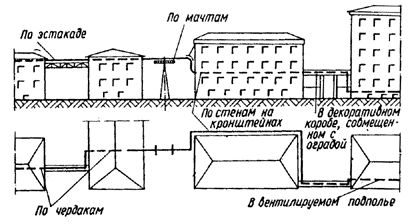 По эстакаде
По мачтам
По стенам на
кронштейнах
В декоративном
коробе, совмещен-
ном с
оградой
По чердакам
В вентилируемом подполье